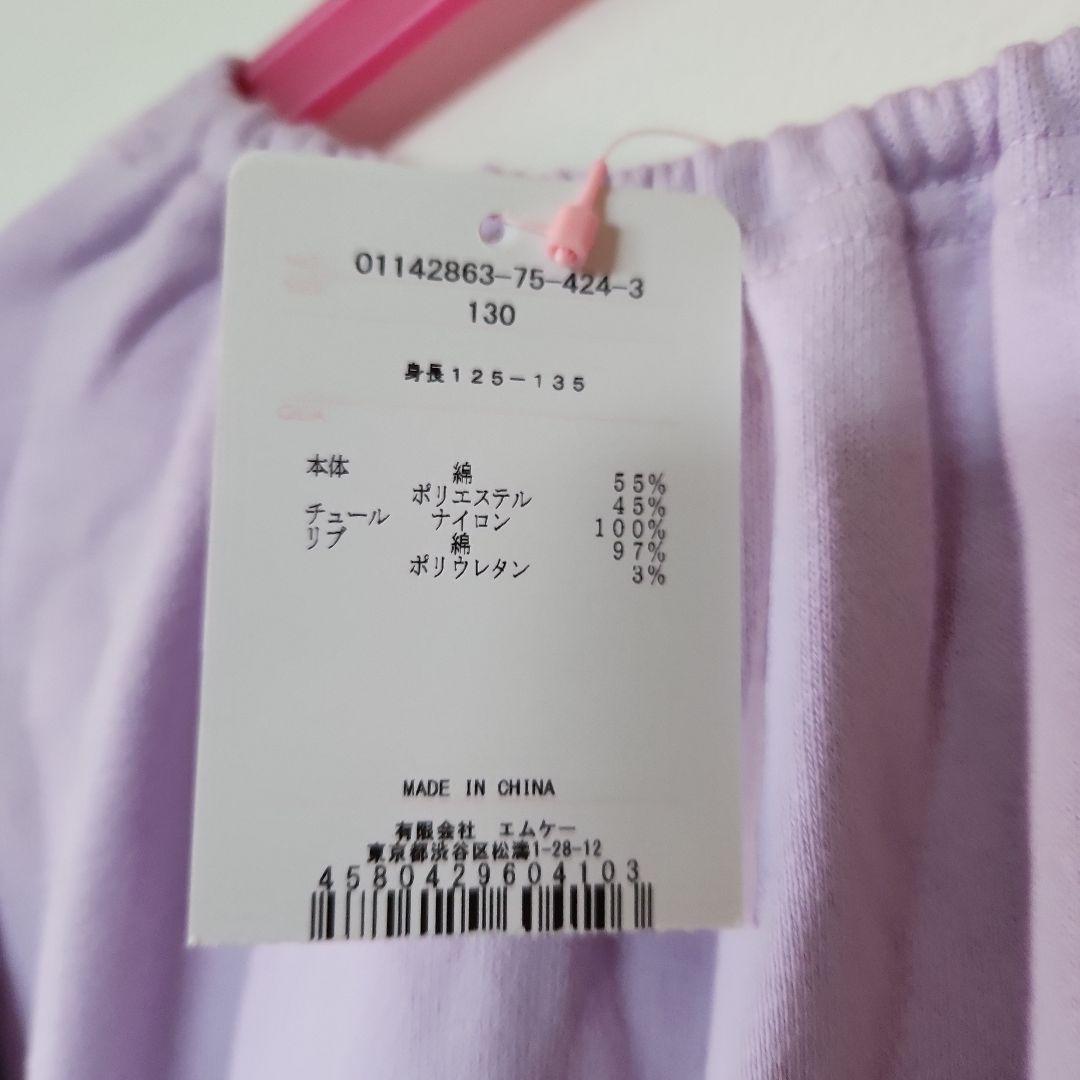 01142863-75-424-3
130
身長125-135
本体 綿 55%
ポリエステル 45%
チュール ナイロン 100%
リブ 綿 97%
ポリウレタン 3%
MADE IN CHINA
有限会社 エムケー
東京都渋谷区松濤1-28-12
4580429604103